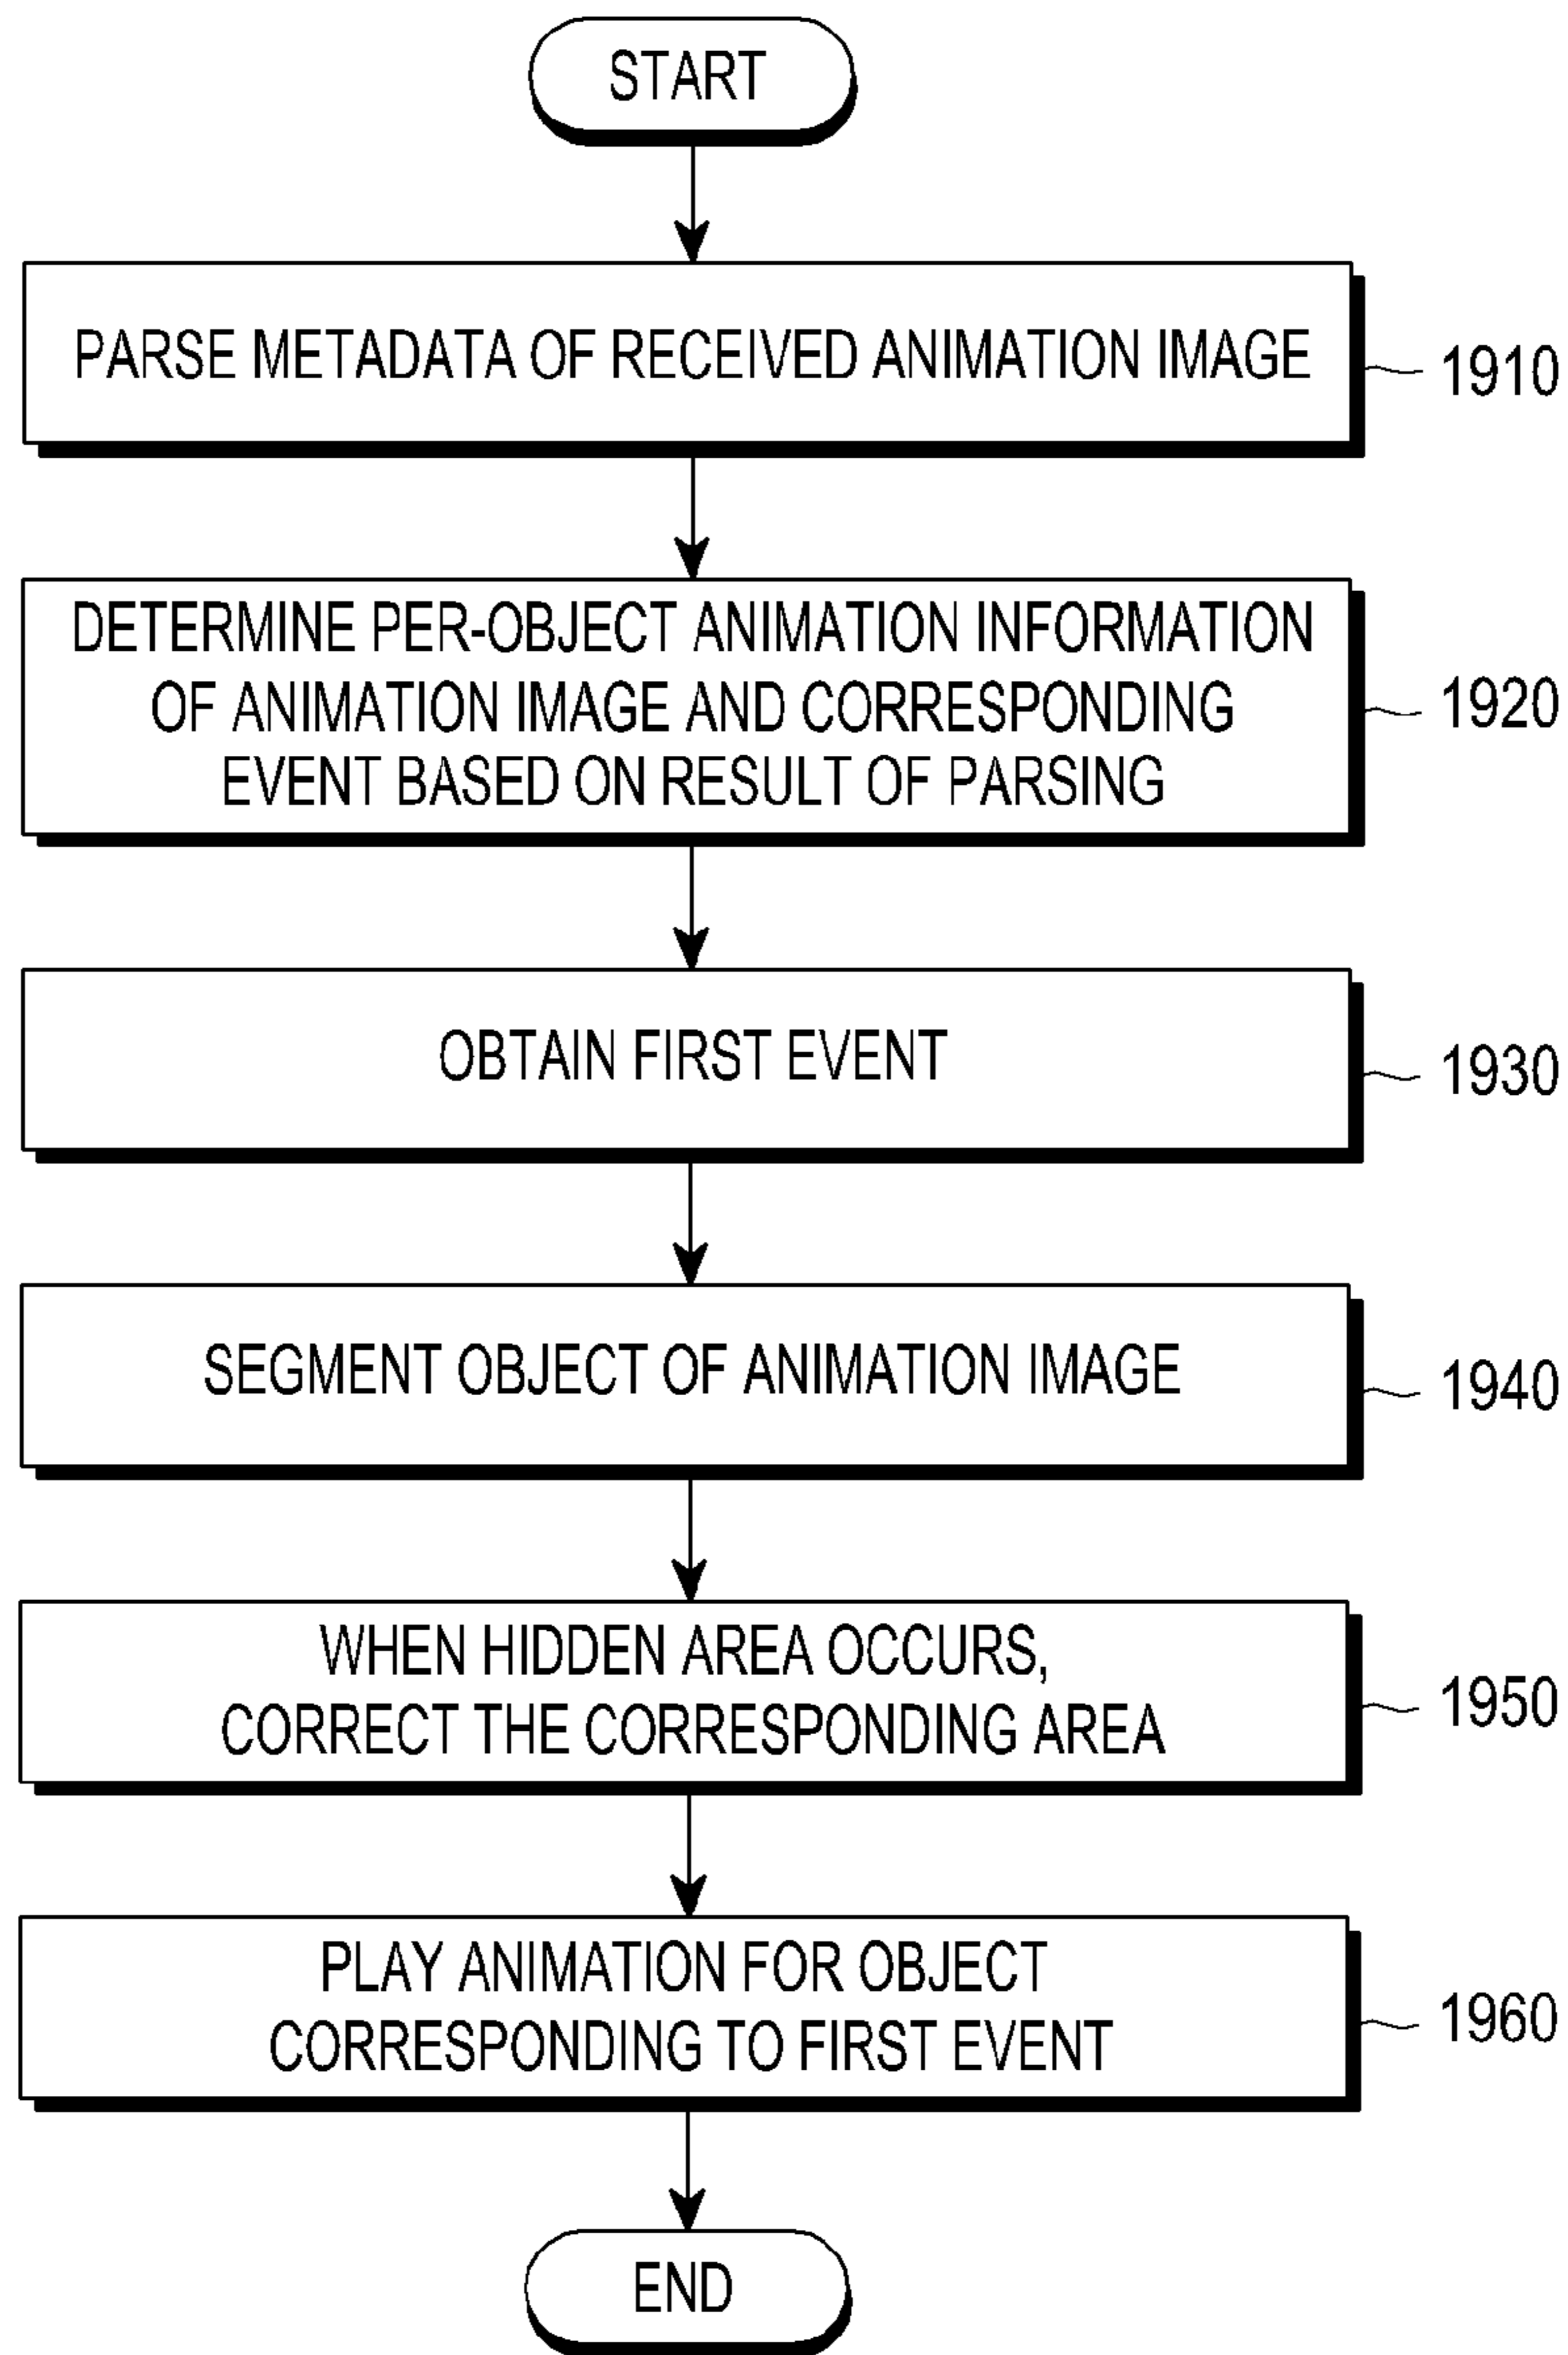 START
PARSE METADATA OF RECEIVED ANIMATION IMAGE
1910
DETERMINE PER-OBJECT ANIMATION INFORMATION
OF ANIMATION IMAGE AND CORRESPONDING
EVENT BASED ON RESULT OF PARSING
1920
OBTAIN FIRST EVENT
1930
SEGMENT OBJECT OF ANIMATION IMAGE
1940
WHEN HIDDEN AREA OCCURS,
CORRECT THE CORRESPONDING AREA
1950
PLAY ANIMATION FOR OBJECT
CORRESPONDING TO FIRST EVENT
1960
END